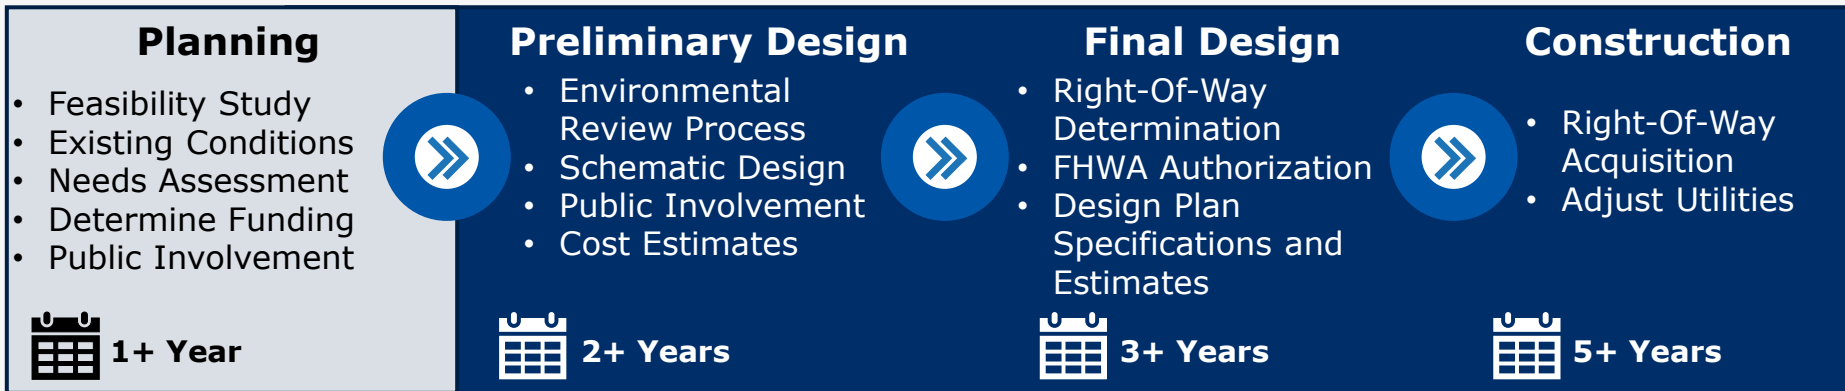 Planning
• Feasibility Study
• Existing Conditions
• Needs Assessment
• Determine Funding
• Public Involvement
1+ Year
Preliminary Design
• Environmental
Review Process
• Schematic Design
• Public Involvement
• Cost Estimates
2+ Years
Final Design
• Right-Of-Way
Determination
• FHWA Authorization
• Design Plan
Specifications and
Estimates
3+ Years
Construction
• Right-Of-Way
Acquisition
• Adjust Utilities
5+ Years